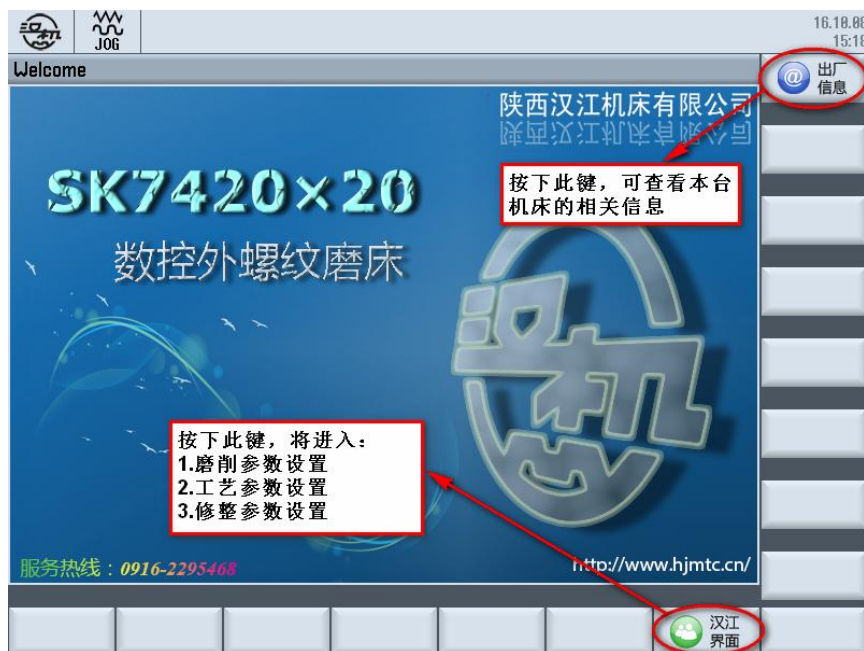 JOG
16.10.08
15:18
Welcome
出厂
信息
陕西汉江机床有限公司
SK7420×20
数控外螺纹磨床
按下此键，可查看本台
机床的相关信息
汉机
按下此键，将进入：
1.磨削参数设置
2.工艺参数设置
3.修整参数设置
服务热线：0916-2295468
http://www.hjmtc.cn/
汉江
界面